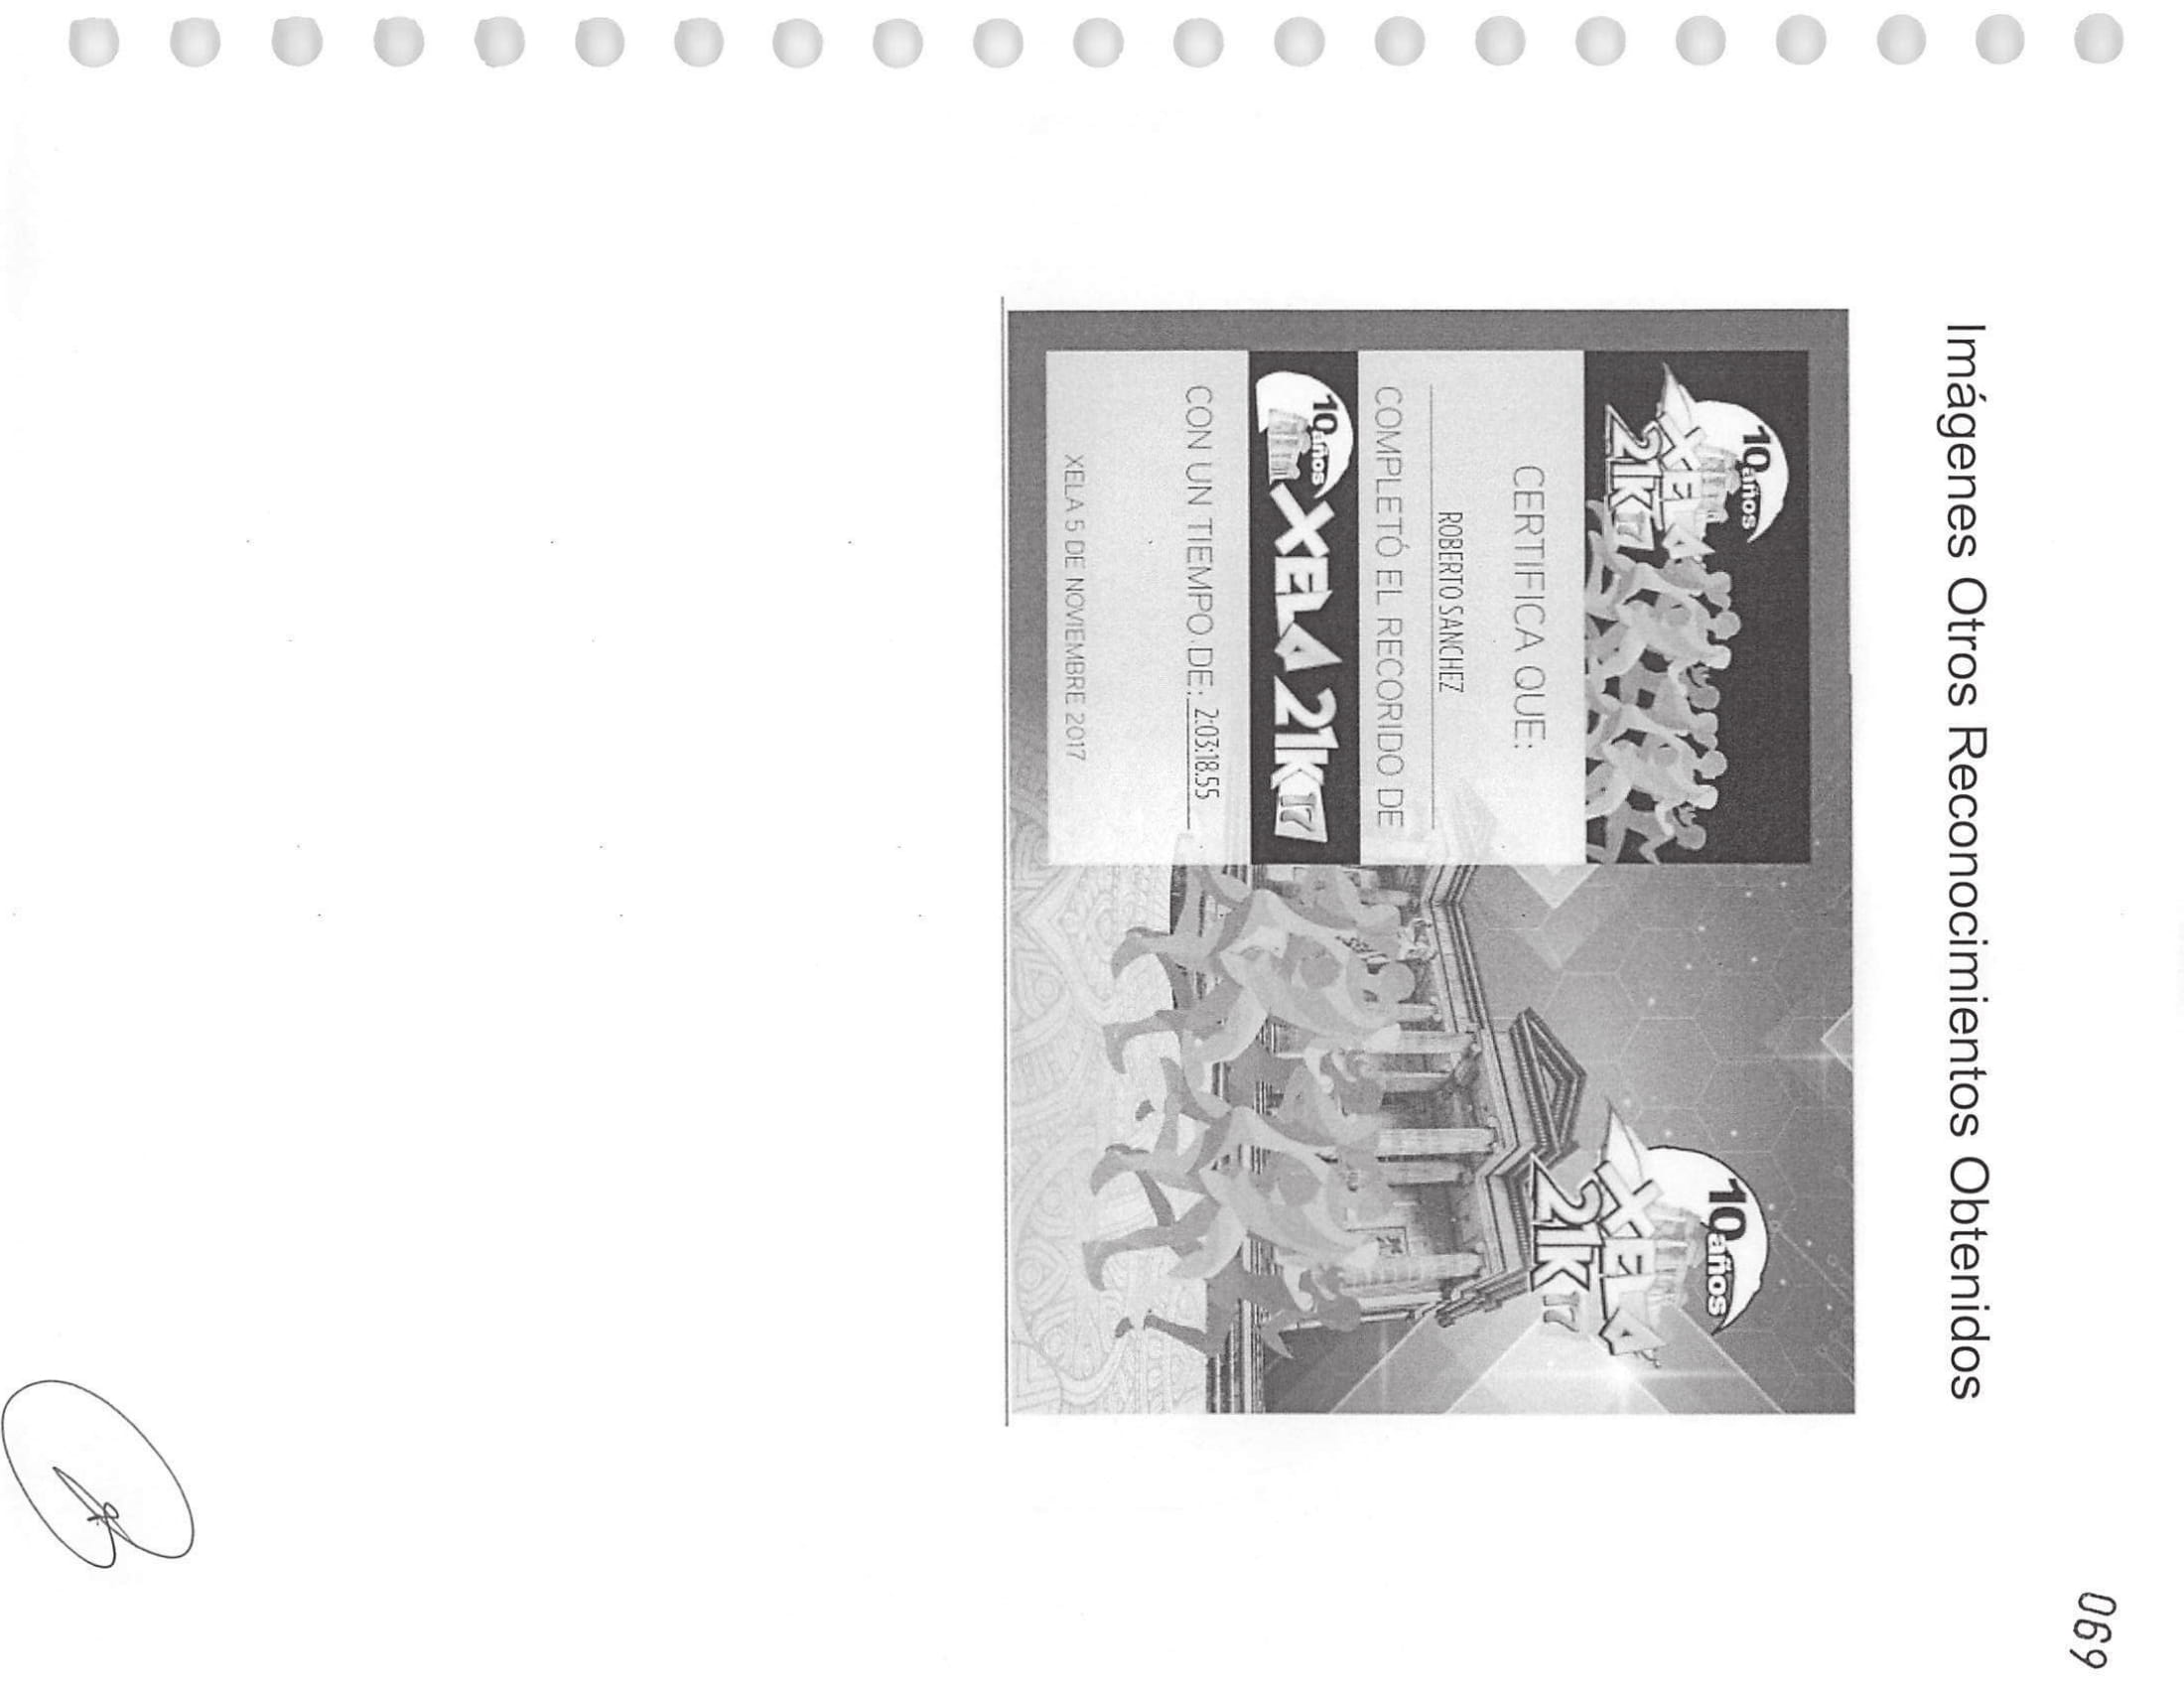 069
Imágenes Otros Reconocimientos Obtenidos
10 años
XELA
21K 17
CERTIFICA QUE:
ROBERTO SANCHEZ
COMPLETÓ EL RECORIDO DE
10 años XELA 21K 17
CON UN TIEMPO DE: 2:03:18.55
XELA 5 DE NOVIEMBRE 2017
10 años
XELA
21K 17